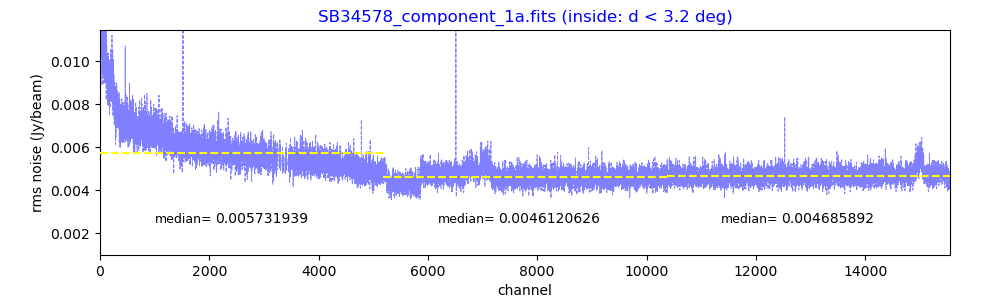 SB34578_component_1a.fits (inside: d < 3.2 deg)
rms noise (Jy/beam)
0.010
0.008
0.006
0.004
0.002
median= 0.005731939
median= 0.0046120626
median= 0.004685892
0
2000
4000
6000
8000
10000
12000
14000
channel